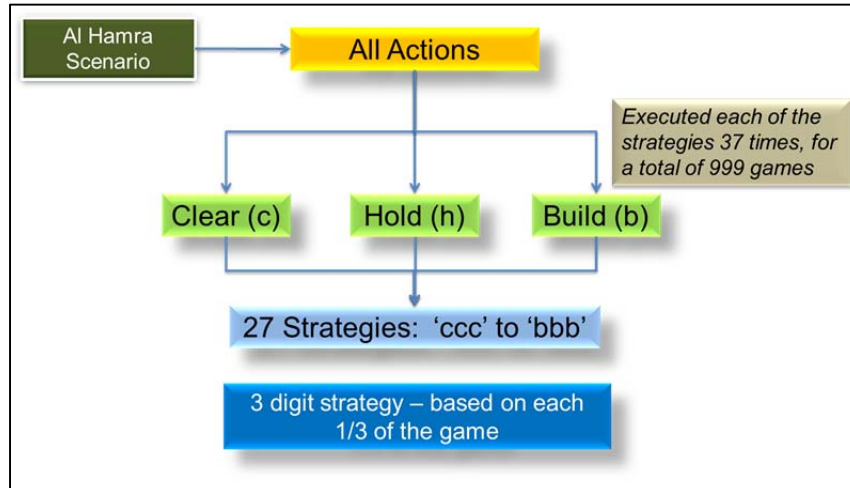 Al Hamra
Scenario
All Actions
Executed each of the
strategies 37 times, for
a total of 999 games
Clear (c)
Hold (h)
Build (b)
27 Strategies: ‘ccc’ to ‘bbb’
3 digit strategy – based on each
1/3 of the game